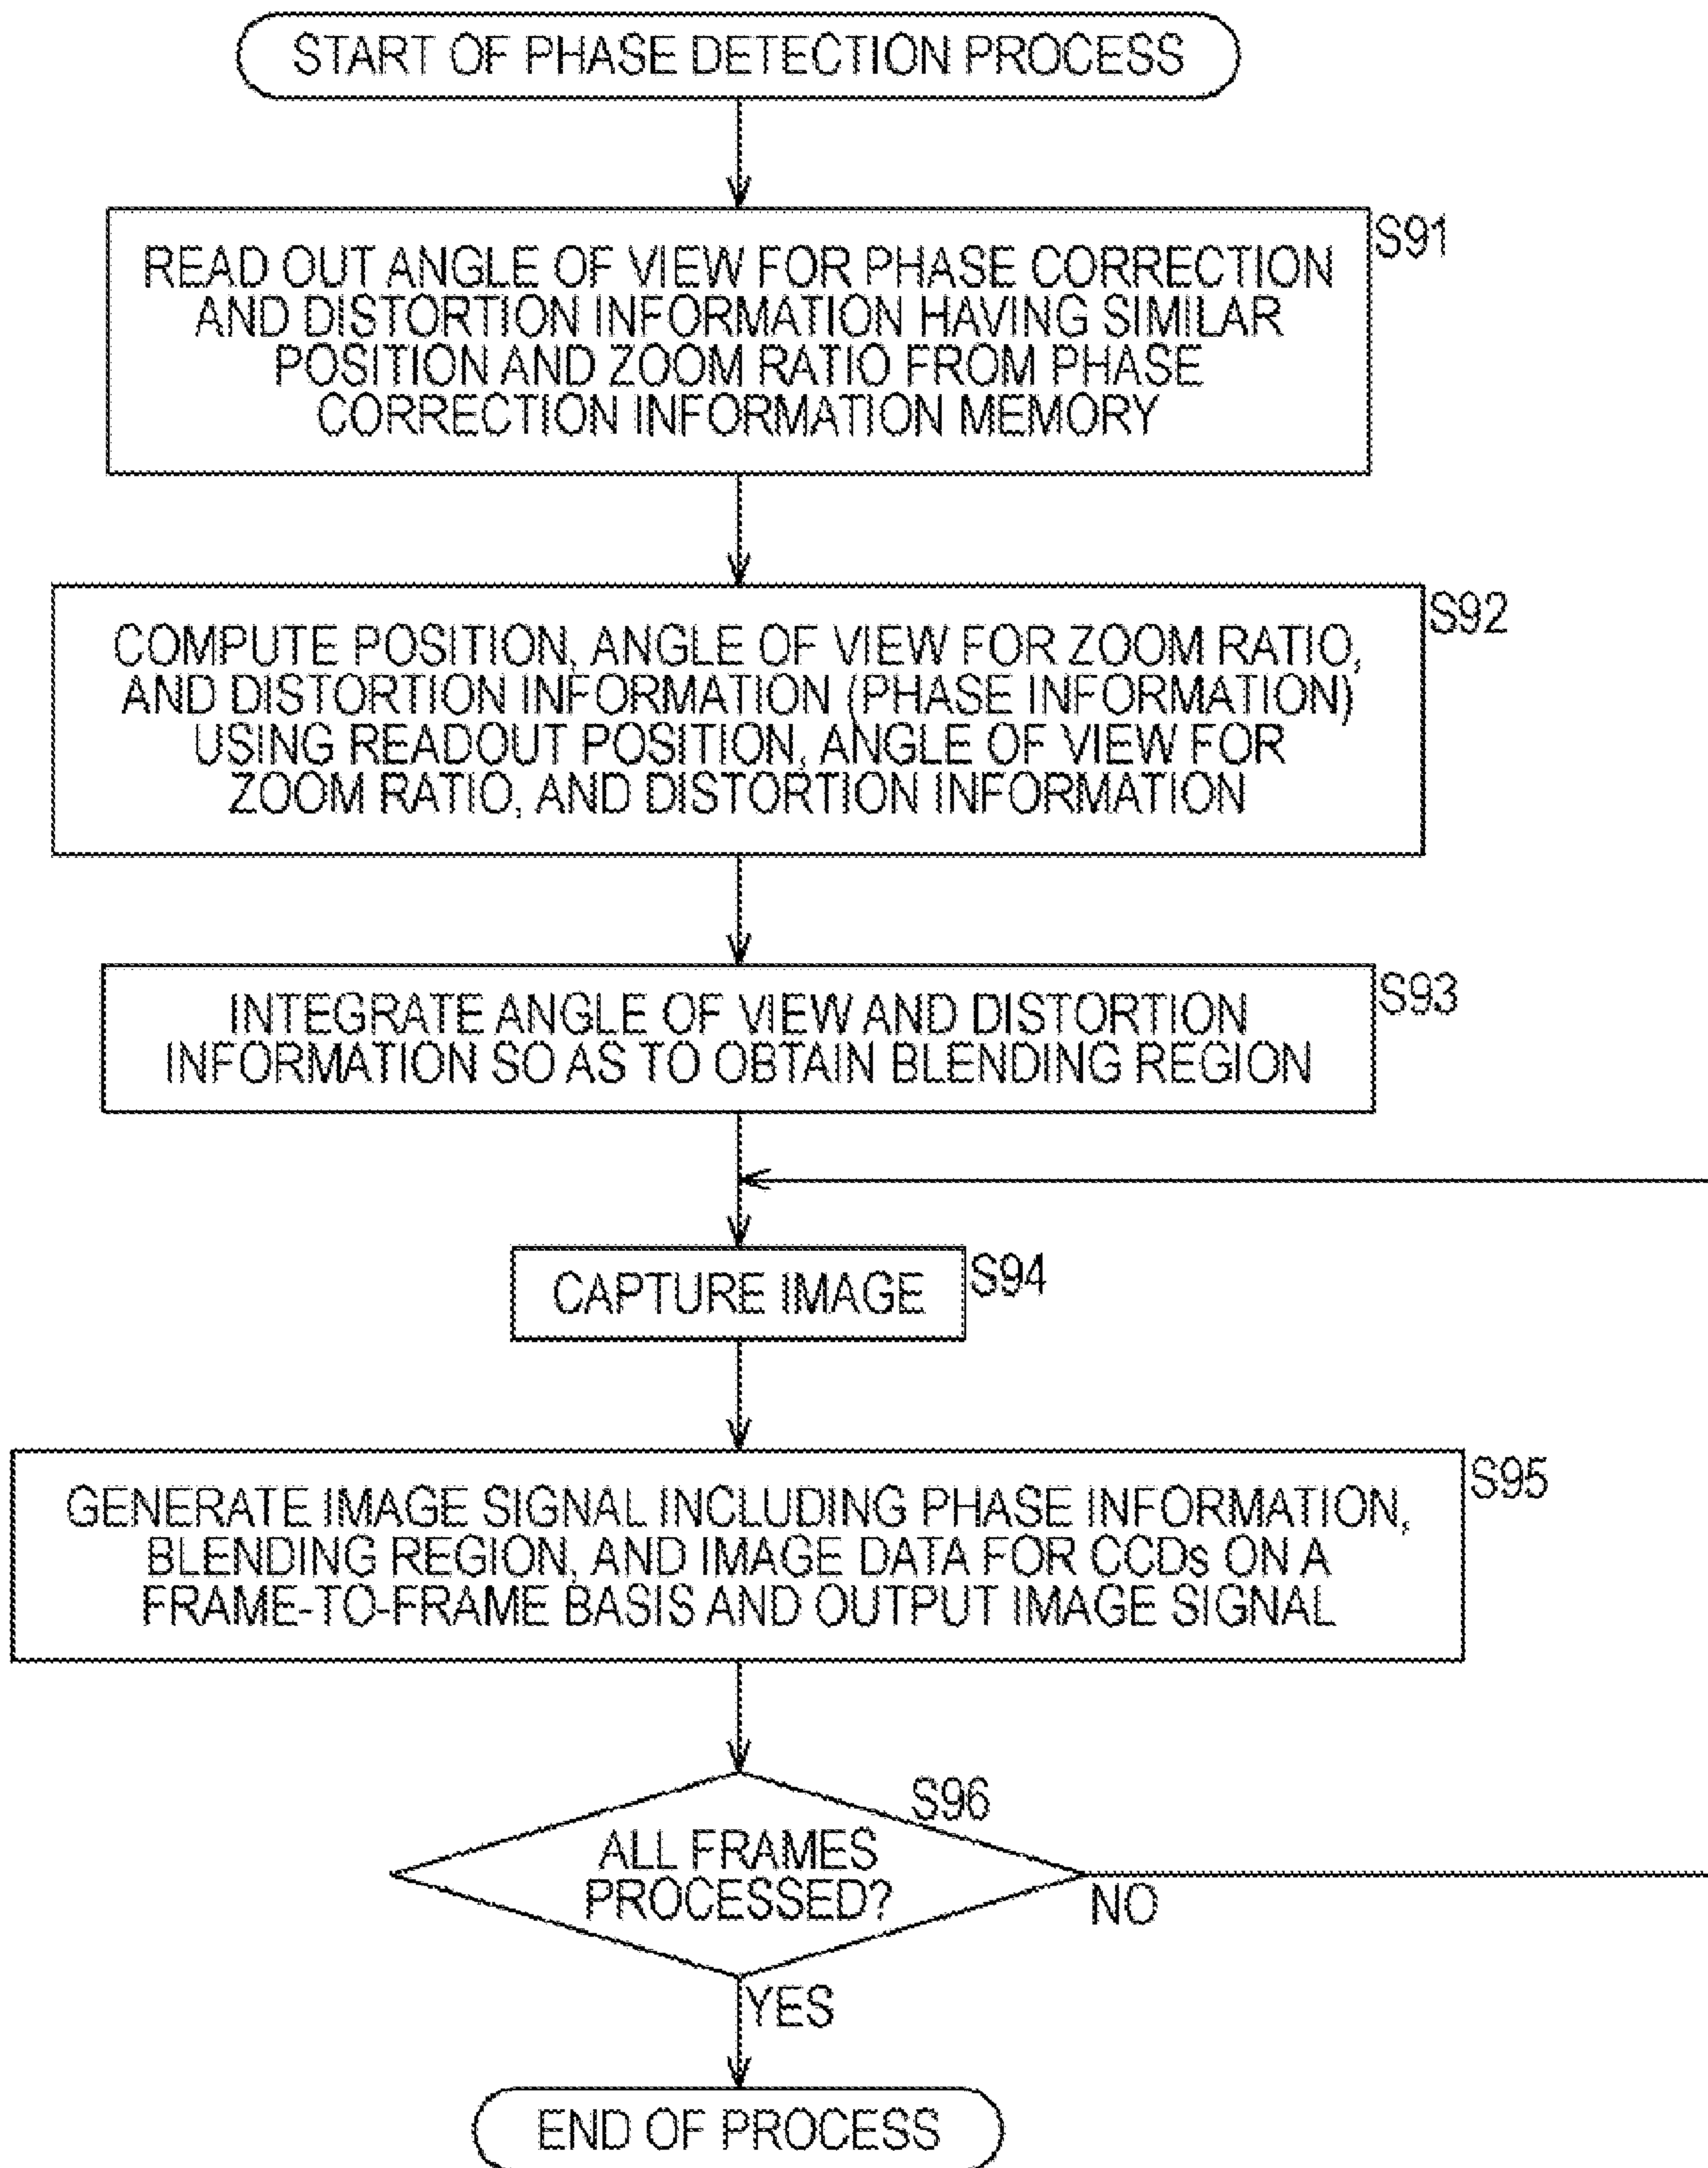 START OF PHASE DETECTION PROCESS
S91
READ OUT ANGLE OF VIEW FOR PHASE CORRECTION
AND DISTORTION INFORMATION HAVING SIMILAR
POSITION AND ZOOM RATIO FROM PHASE
CORRECTION INFORMATION MEMORY
S92
COMPUTE POSITION, ANGLE OF VIEW FOR ZOOM RATIO,
AND DISTORTION INFORMATION (PHASE INFORMATION)
USING READOUT POSITION, ANGLE OF VIEW FOR
ZOOM RATIO, AND DISTORTION INFORMATION
S93
INTEGRATE ANGLE OF VIEW AND DISTORTION
INFORMATION SO AS TO OBTAIN BLENDING REGION
S94
CAPTURE IMAGE
S95
GENERATE IMAGE SIGNAL INCLUDING PHASE INFORMATION,
BLENDING REGION, AND IMAGE DATA FOR CCDs ON A
FRAME-TO-FRAME BASIS AND OUTPUT IMAGE SIGNAL
S96
ALL FRAMES
PROCESSED?
NO
YES
END OF PROCESS